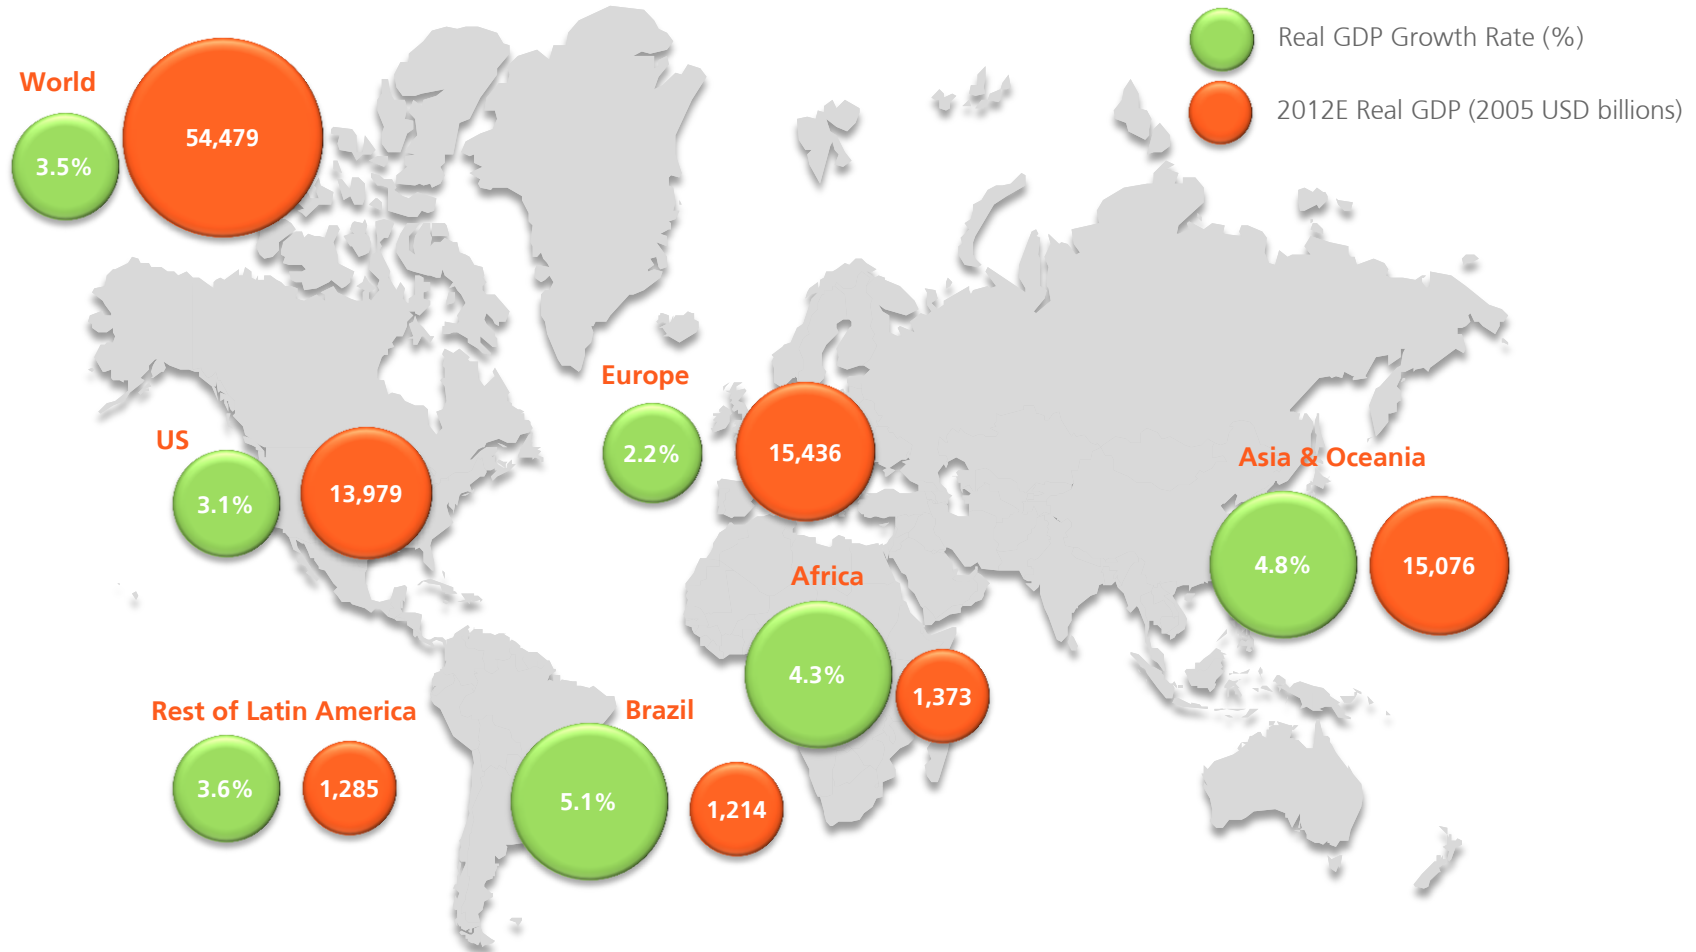 Real GDP Growth Rate (%)
2012E Real GDP (2005 USD billions)
World
54,479
3.5%
Europe
2.2%
15,436
US
3.1%
13,979
Asia & Oceania
4.8%
15,076
Africa
4.3%
1,373
Rest of Latin America
3.6%
1,285
Brazil
5.1%
1,214